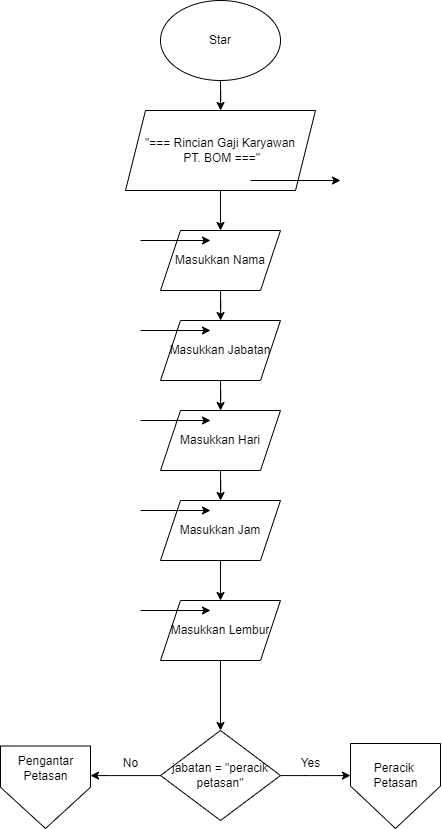 Star
"=== Rincian Gaji Karyawan
PT. BOM ==="
Masukkan Nama
Masukkan Jabatan
Masukkan Hari
Masukkan Jam
Masukkan Lembur
jabatan = "peracik
petasan"
No
Yes
Pengantar
Petasan
Peracik
Petasan